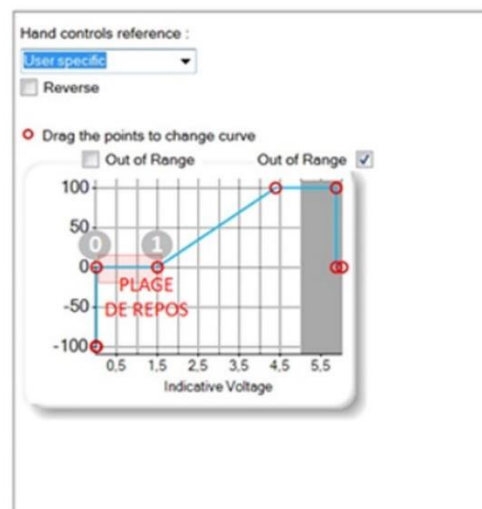 Hand controls reference :
User specific
Reverse
Drag the points to change curve
Out of Range Out of Range
100
50
0 1
0
PLAGE
-50 DE REPOS
-100
0,5 1,5 2,5 3,5 4,5 5,5
Indicative Voltage